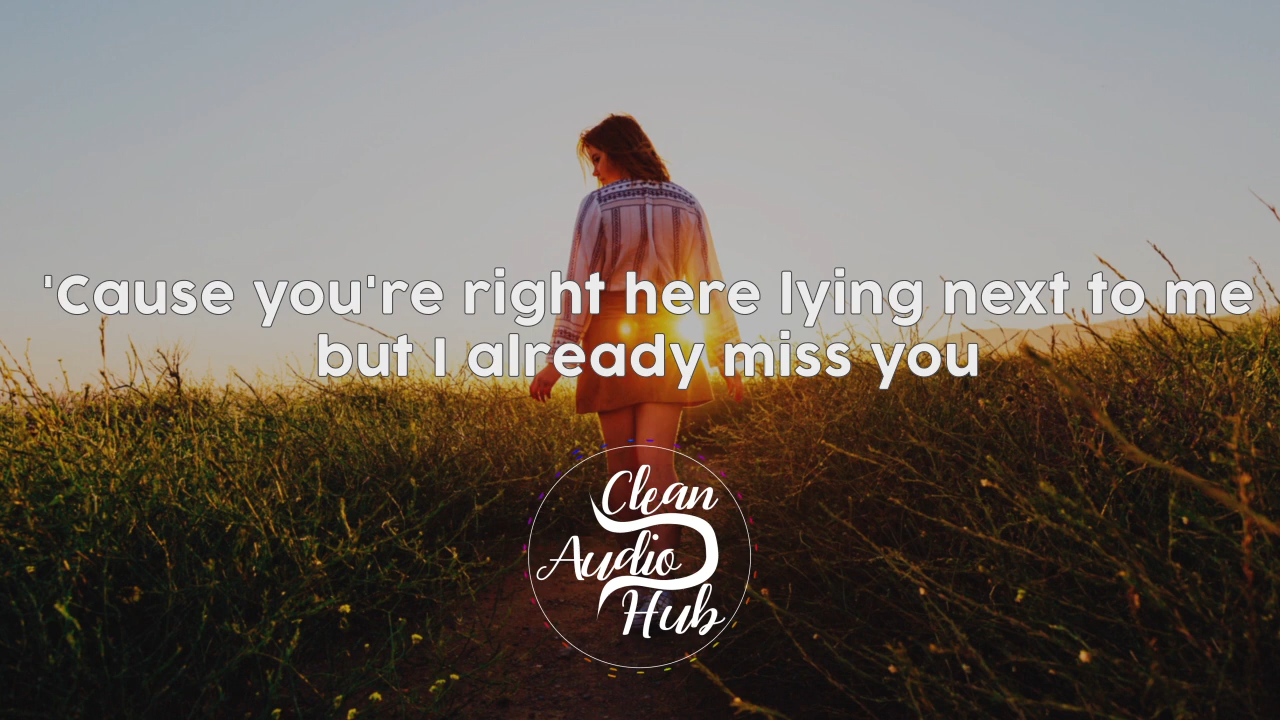 'Cause you're right here lying next to me
but I already miss you
Clean
Audio
Hub